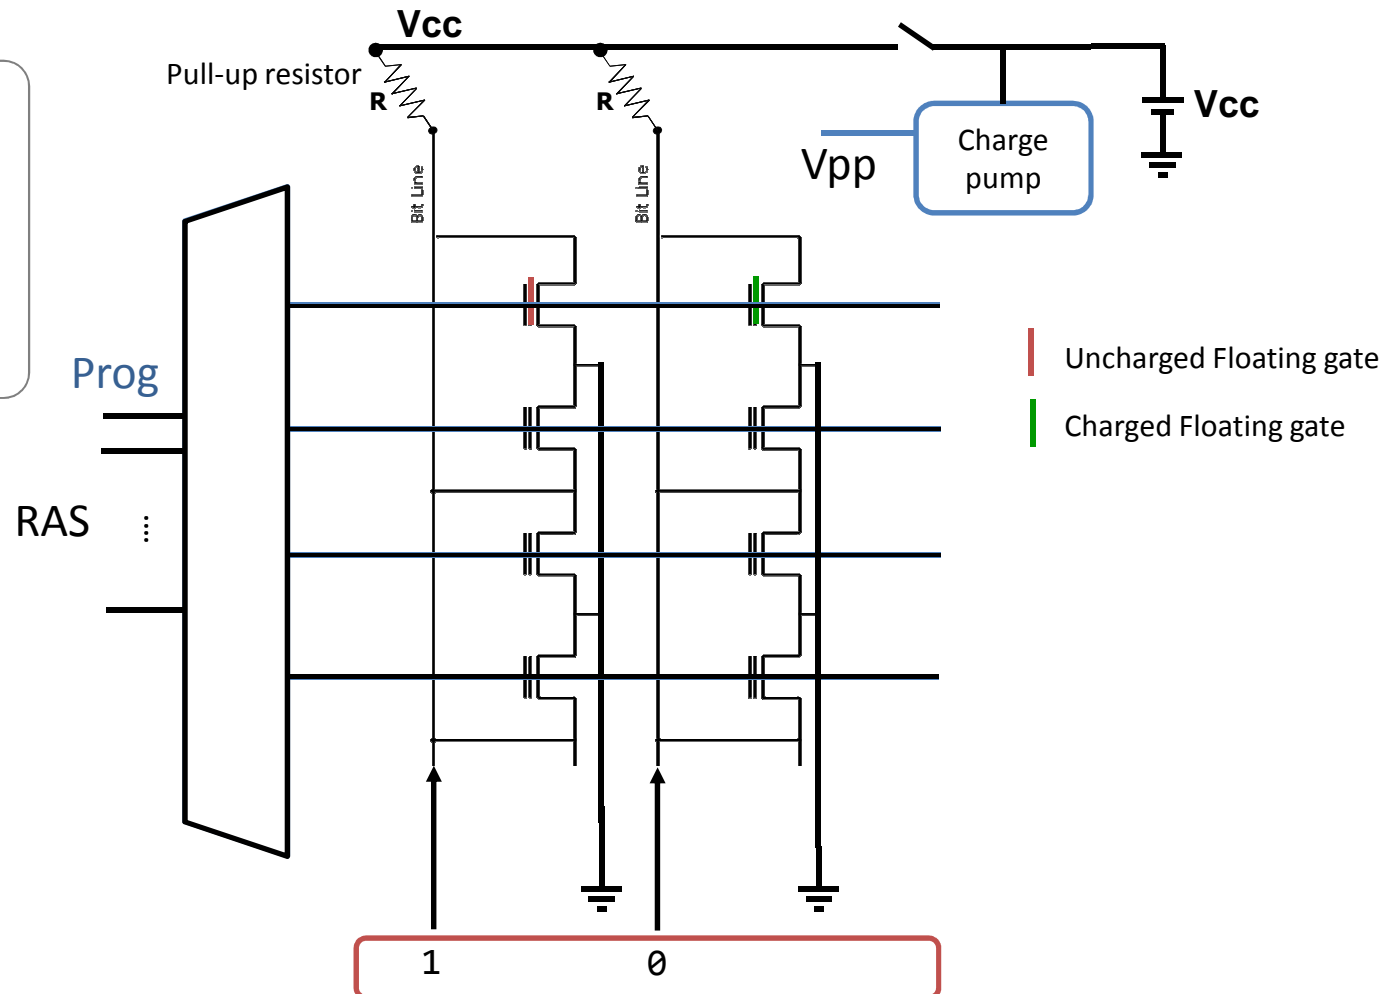 Vcc
Pull-up resistor
R
R
Vcc
Charge
pump
Vpp
Bit Line
Bit Line
Prog
Uncharged Floating gate
Charged Floating gate
RAS
1
0